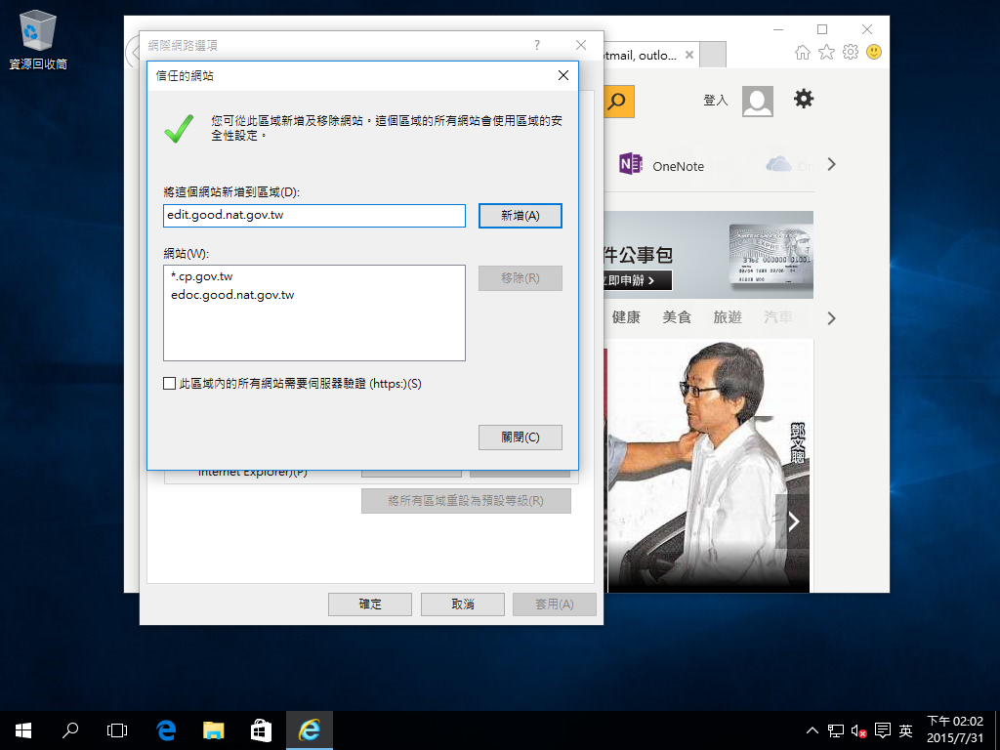 資源回收筒
網際網路選項
?
信任的網站
您可從此區域新增及移除網站。這個區域的所有網站會使用區域的安
全性設定。
將這個網站新增到區域(D):
edit.good.nat.gov.tw
新增(A)
網站(W):
*.cp.gov.tw
edoc.good.nat.gov.tw
移除(R)
此區域內的所有網站需要伺服器驗證 (https:)(S)
關閉(C)
Internet Explorer)(P)
將所有區域重設為預設等級(R)
確定
取消
套用(A)
otmail, outlo...
登入
OneNote
On
件公事包
立即申辦
健康
美食
旅遊
汽車
鄧文聰
英
下午 02:02
2015/7/31